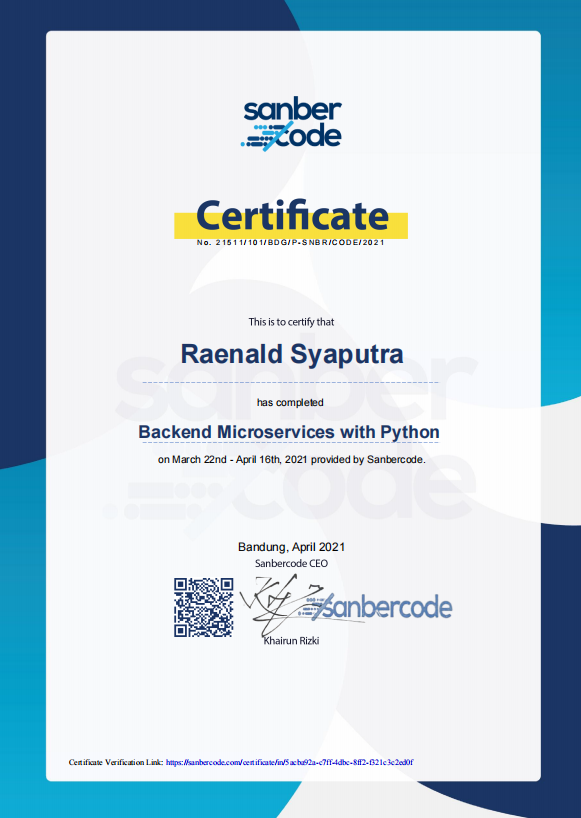 sanber
code
Certificate
No. 21511/101/BDG/P-SNBR/CODE/2021
This is to certify that
Raenald Syaputra
has completed
Backend Microservices with Python
on March 22nd - April 16th, 2021 provided by Sanbercode.
sanber
code
Bandung, April 2021
Sanbercode CEO
sanbercode
Khairun Rizki
Certificate Verification Link: https://sanbercode.com/certificate/in/5acba92a-c7ff-4dbc-8ff2-f321c3c2ed0f